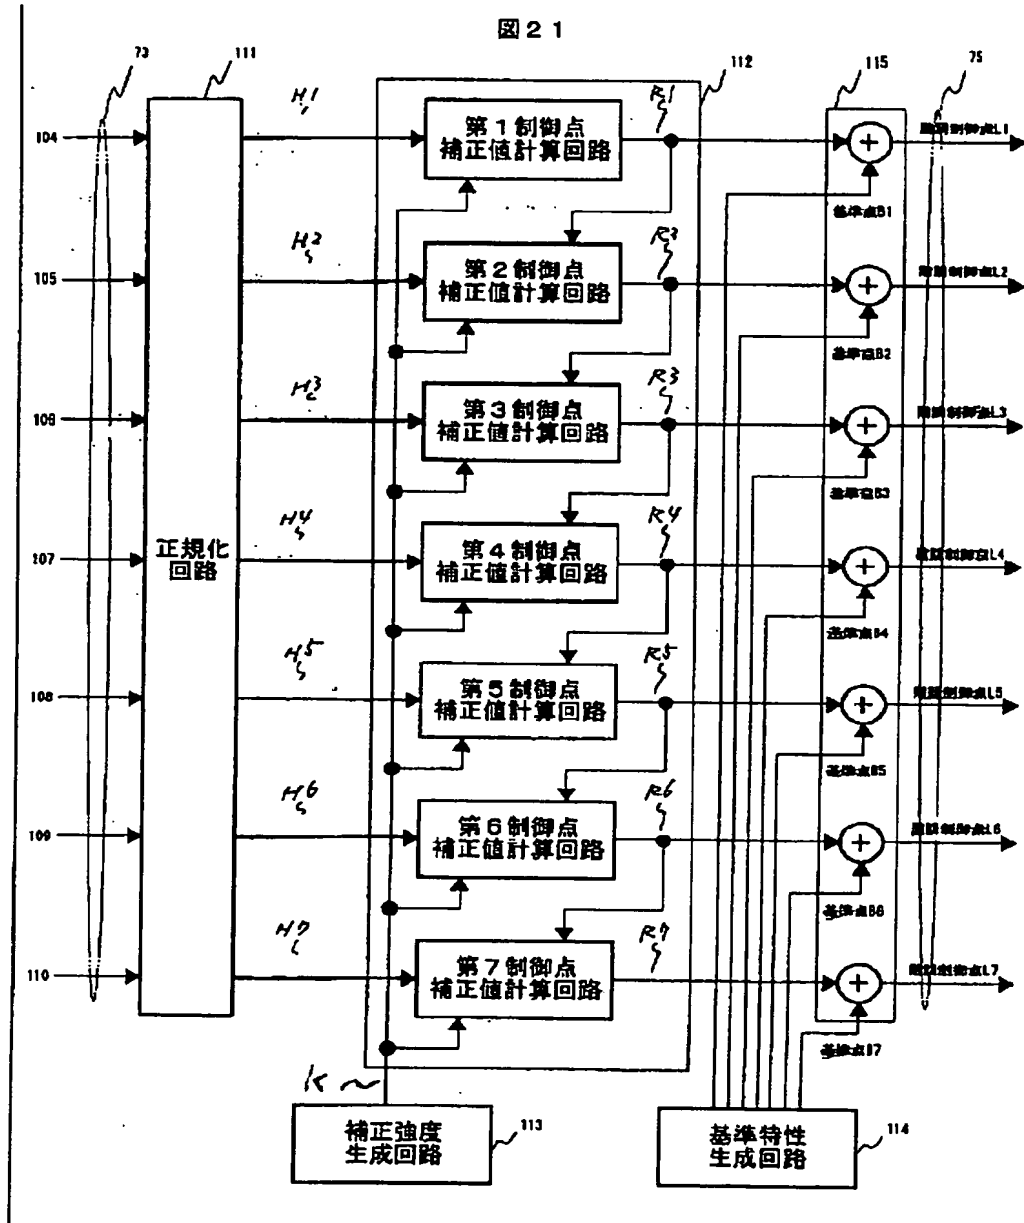 図21
73
111
H1
R1
112
115
75
104
第1制御点
補正値計算回路
階調制御点L1
基準点B1
105
H2
第2制御点
補正値計算回路
R3
階調制御点L2
基準点B2
106
H3
第3制御点
補正値計算回路
R3
階調制御点L3
基準点B3
107
正規化
回路
H4
第4制御点
補正値計算回路
R4
階調制御点L4
基準点B4
108
H5
第5制御点
補正値計算回路
R5
階調制御点L5
基準点B5
109
H6
第6制御点
補正値計算回路
R6
階調制御点L6
基準点B6
110
H7
第7制御点
補正値計算回路
R7
階調制御点L7
基準点B7
K
補正強度
生成回路
113
基準特性
生成回路
114